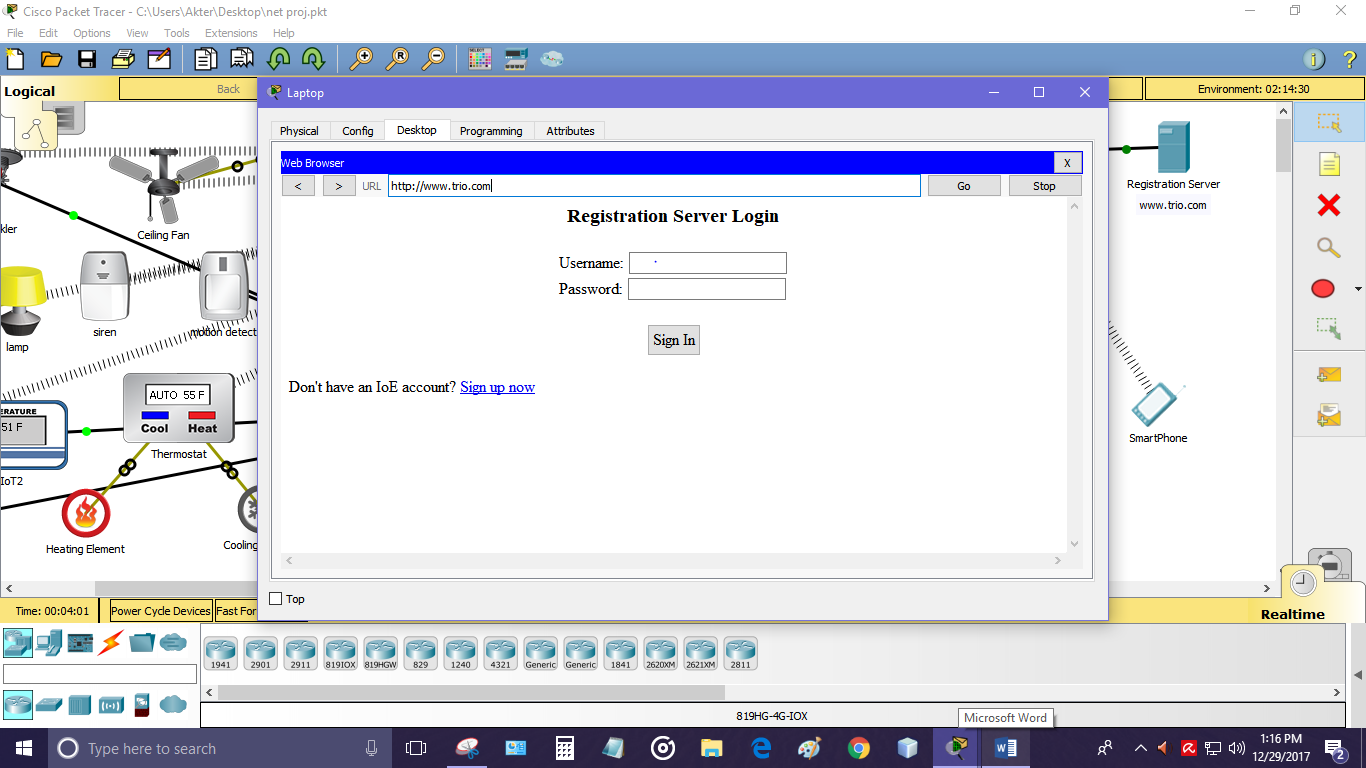 Cisco Packet Tracer - C:\Users\Akter\Desktop\net proj.pkt
File Edit Options View Tools Extensions Help
Logical
Back
Environment: 02:14:30
Laptop
Physical Config Desktop Programming Attributes
Web Browser X
< > URL http://www.trio.com Go Stop
Registration Server Login
Username:
Password:
Sign In
Don't have an IoE account? Sign up now
Top
Registration Server
www.trio.com
SmartPhone
kler
Ceiling Fan
lamp
siren
motion detect
ERATURE
51 F
IoT2
AUTO 55 F
Cool Heat
Thermostat
Heating Element
Cooling
Time: 00:04:01 Power Cycle Devices Fast For
Realtime
1941 2901 2911 819IOX 819HGW 829 1240 4321 Generic Generic 1841 2620XM 2621XM 2811
819HG-4G-IOX
Microsoft Word
Type here to search
1:16 PM
12/29/2017
2